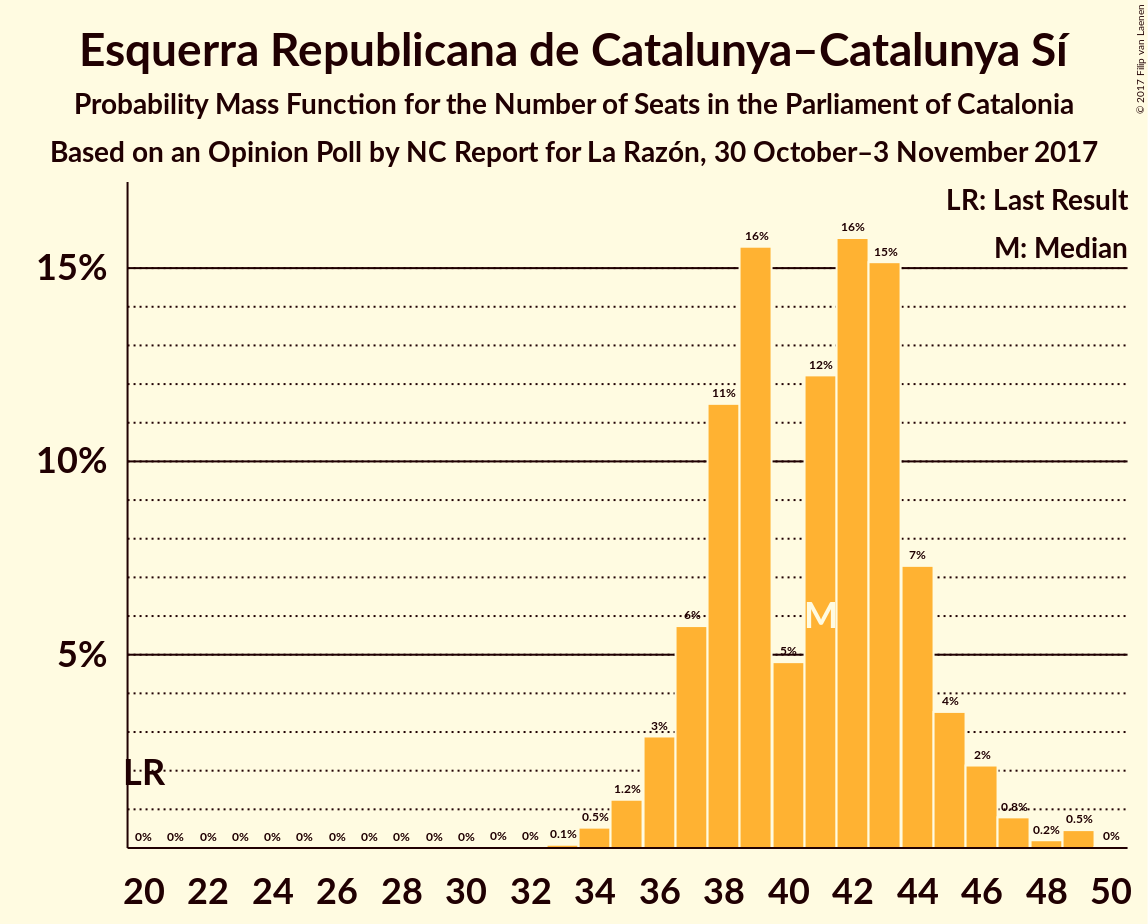 Esquerra Republicana de Catalunya–Catalunya Sí
Probability Mass Function for the Number of Seats in the Parliament of Catalonia
Based on an Opinion Poll by NC Report for La Razón, 30 October–3 November 2017
© 2017 Filip van Laenen
LR: Last Result
M: Median
15%
10%
5%
LR
M
0% 0% 0% 0% 0% 0% 0% 0% 0% 0% 0% 0% 0% 0.1% 0.5% 1.2% 3% 6% 11% 16% 5% 12% 16% 15% 7% 4% 2% 0.8% 0.2% 0.5% 0%
20 22 24 26 28 30 32 34 36 38 40 42 44 46 48 50